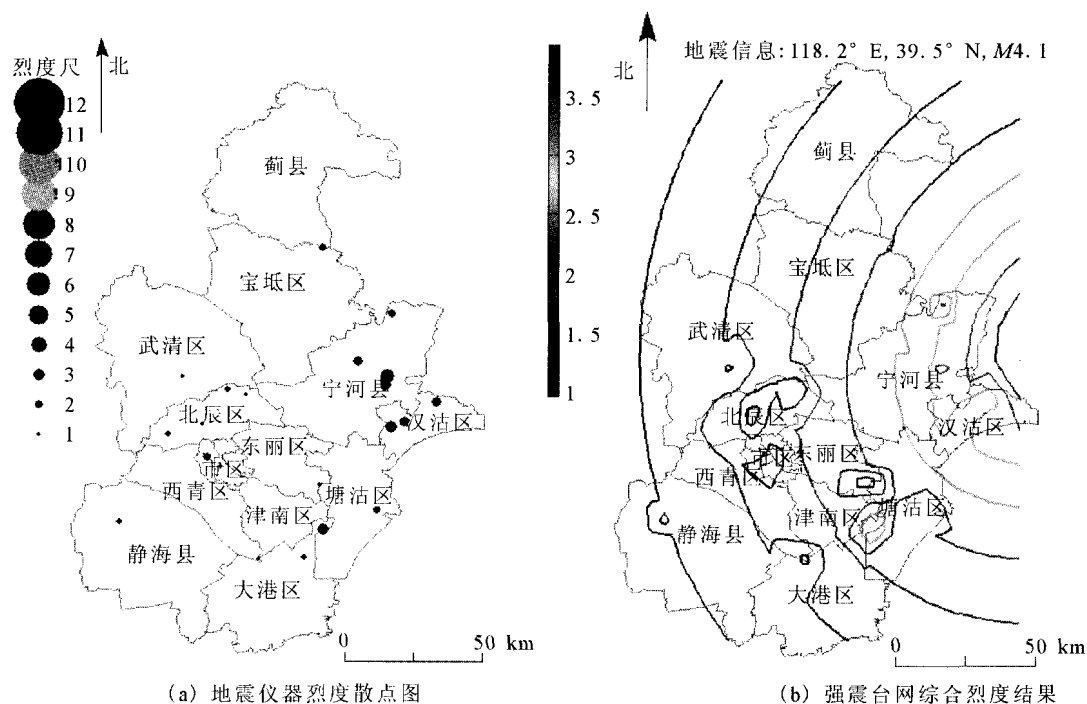 烈度尺
北
12
11
10
9
8
7
6
5
4
3
2
1
蓟县
宝坻区
武清区
宁河县
北辰区
汉沽区
东丽区
市区
西青区
塘沽区
津南区
静海县
大港区
0 50 km
(a) 地震仪器烈度散点图
北
地震信息:118.2° E, 39.5° N, M4.1
3.5
3
2.5
2
1.5
1
蓟县
宝坻区
武清区
宁河县
北辰区
汉沽区
市区
东丽区
西青区
津南区
塘沽区
静海县
大港区
0 50 km
(b) 强震台网综合烈度结果